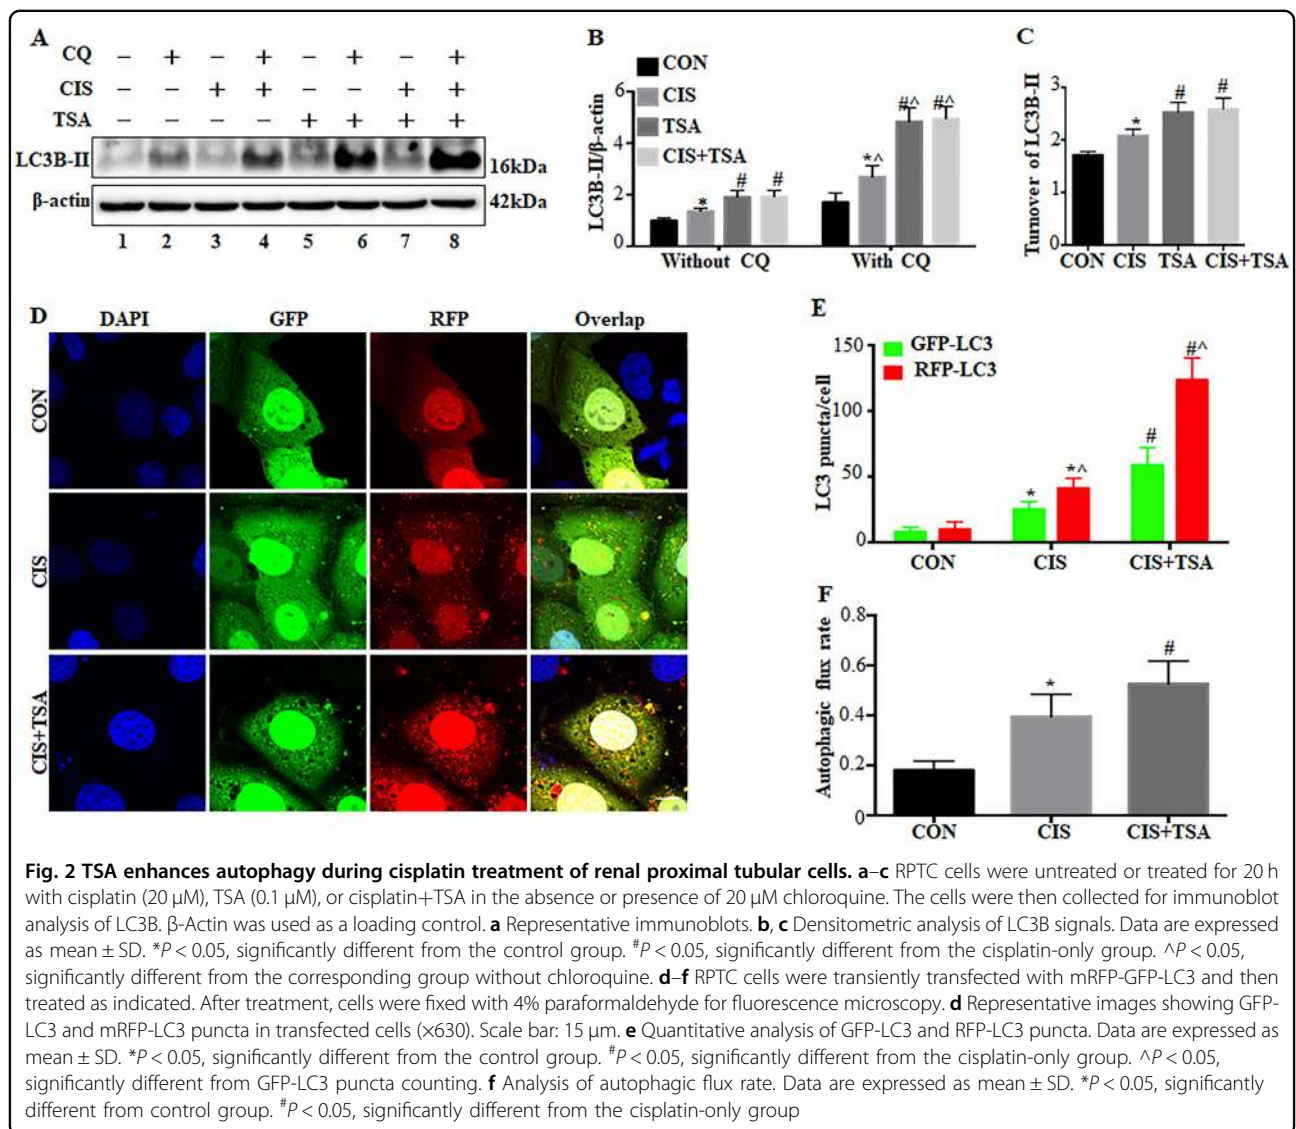 A
CQ − + − + − + − +
CIS − − + + − − + +
TSA − − − − + + + +
LC3B-II 16kDa
β-actin 42kDa
1 2 3 4 5 6 7 8
B
CON
CIS
TSA
CIS+TSA
LC3B-II/β-actin
6
4
2
0
* # #
*^ #^ #^
Without CQ With CQ
C
Turnover of LC3B-II
3
2
1
0
* # #
CON CIS TSA CIS+TSA
D
DAPI GFP RFP Overlap
CON
CIS
CIS+TSA
E
GFP-LC3
RFP-LC3
LC3 puncta/cell
150
100
50
0
* *^ # #^
CON CIS CIS+TSA
F
Autophagic flux rate
0.8
0.6
0.4
0.2
0
* #
CON CIS CIS+TSA
Fig. 2 TSA enhances autophagy during cisplatin treatment of renal proximal tubular cells. a–c RPTC cells were untreated or treated for 20 h
with cisplatin (20 μM), TSA (0.1 μM), or cisplatin+TSA in the absence or presence of 20 μM chloroquine. The cells were then collected for immunoblot
analysis of LC3B. β-Actin was used as a loading control. a Representative immunoblots. b, c Densitometric analysis of LC3B signals. Data are expressed
as mean ± SD. *P < 0.05, significantly different from the control group. #P < 0.05, significantly different from the cisplatin-only group. ^P < 0.05,
significantly different from the corresponding group without chloroquine. d–f RPTC cells were transiently transfected with mRFP-GFP-LC3 and then
treated as indicated. After treatment, cells were fixed with 4% paraformaldehyde for fluorescence microscopy. d Representative images showing GFP-
LC3 and mRFP-LC3 puncta in transfected cells (×630). Scale bar: 15 μm. e Quantitative analysis of GFP-LC3 and RFP-LC3 puncta. Data are expressed as
mean ± SD. *P < 0.05, significantly different from the control group. #P < 0.05, significantly different from the cisplatin-only group. ^P < 0.05,
significantly different from GFP-LC3 puncta counting. f Analysis of autophagic flux rate. Data are expressed as mean ± SD. *P < 0.05, significantly
different from control group. #P < 0.05, significantly different from the cisplatin-only group